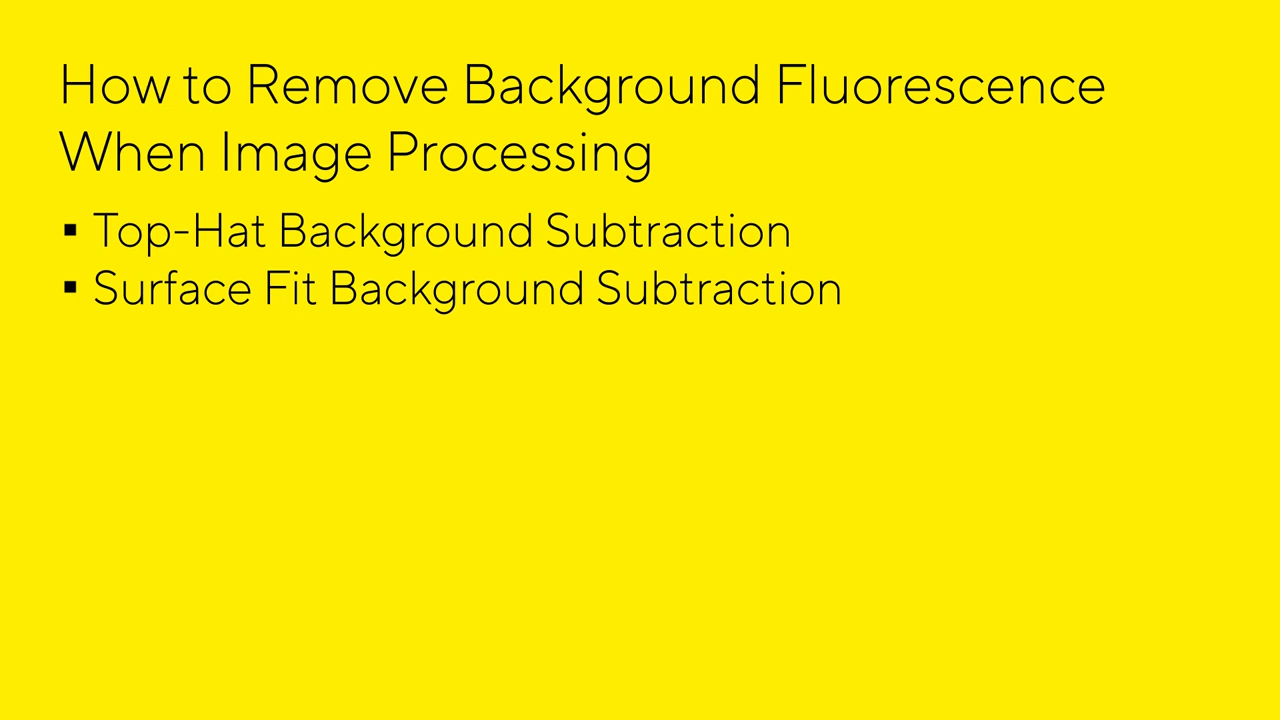 How to Remove Background Fluorescence
When Image Processing
▪ Top-Hat Background Subtraction
▪ Surface Fit Background Subtraction